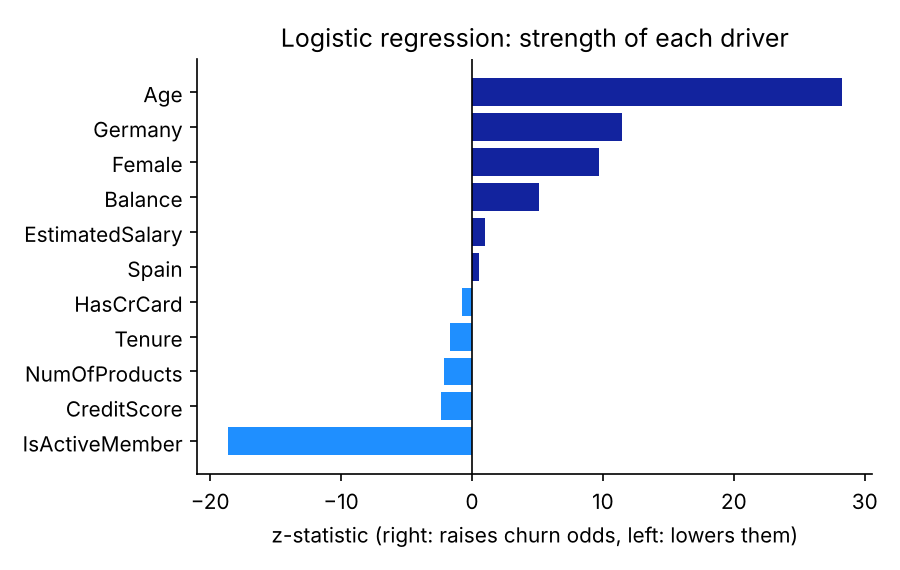 Logistic regression: strength of each driver
Age
Germany
Female
Balance
EstimatedSalary
Spain
HasCrCard
Tenure
NumOfProducts
CreditScore
IsActiveMember
−20 −10 0 10 20 30
z-statistic (right: raises churn odds, left: lowers them)